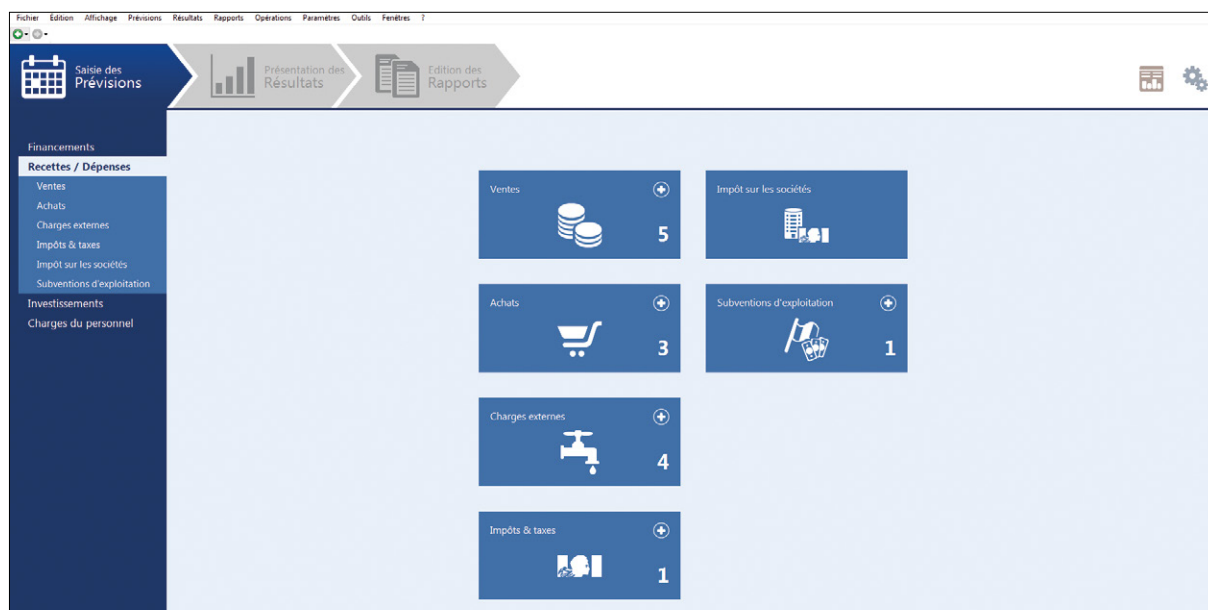 Fichier Édition Affichage Prévisions Résultats Rapports Opérations Paramètres Outils Fenêtres ?
Saisie des
Prévisions
Présentation des
Résultats
Edition des
Rapports
Financements
Recettes / Dépenses
Ventes
Achats
Charges externes
Impôts & taxes
Impôt sur les sociétés
Subventions d'exploitation
Investissements
Charges du personnel
Ventes
5
Impôt sur les sociétés
Achats
3
Subventions d'exploitation
1
Charges externes
4
Impôts & taxes
1